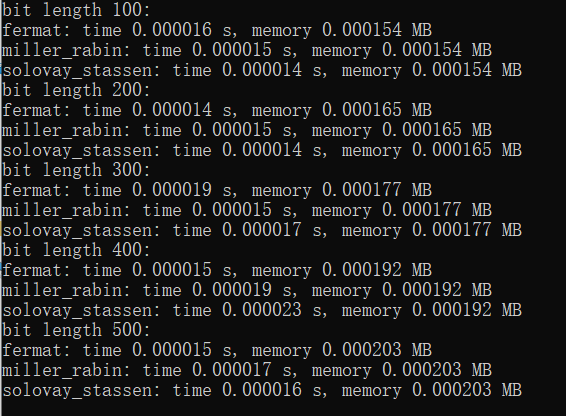 bit length 100:
fermat: time 0.000016 s, memory 0.000154 MB
miller_rabin: time 0.000015 s, memory 0.000154 MB
solovay_stassen: time 0.000014 s, memory 0.000154 MB
bit length 200:
fermat: time 0.000014 s, memory 0.000165 MB
miller_rabin: time 0.000015 s, memory 0.000165 MB
solovay_stassen: time 0.000014 s, memory 0.000165 MB
bit length 300:
fermat: time 0.000019 s, memory 0.000177 MB
miller_rabin: time 0.000015 s, memory 0.000177 MB
solovay_stassen: time 0.000017 s, memory 0.000177 MB
bit length 400:
fermat: time 0.000015 s, memory 0.000192 MB
miller_rabin: time 0.000019 s, memory 0.000192 MB
solovay_stassen: time 0.000023 s, memory 0.000192 MB
bit length 500:
fermat: time 0.000015 s, memory 0.000203 MB
miller_rabin: time 0.000017 s, memory 0.000203 MB
solovay_stassen: time 0.000016 s, memory 0.000203 MB